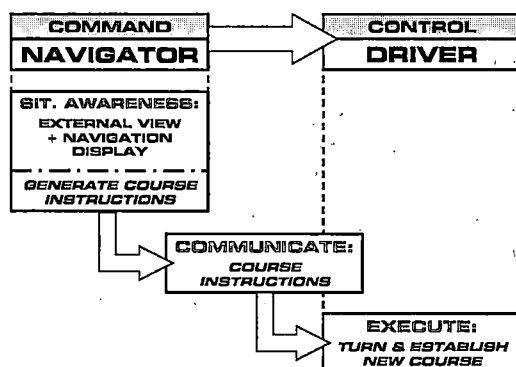 COMMAND
NAVIGATOR
CONTROL
DRIVER
SIT. AWARENESS:
EXTERNAL VIEW
+ NAVIGATION
DISPLAY
GENERATE COURSE
INSTRUCTIONS
COMMUNICATE:
COURSE
INSTRUCTIONS
EXECUTE:
TURN & ESTABLISH
NEW COURSE